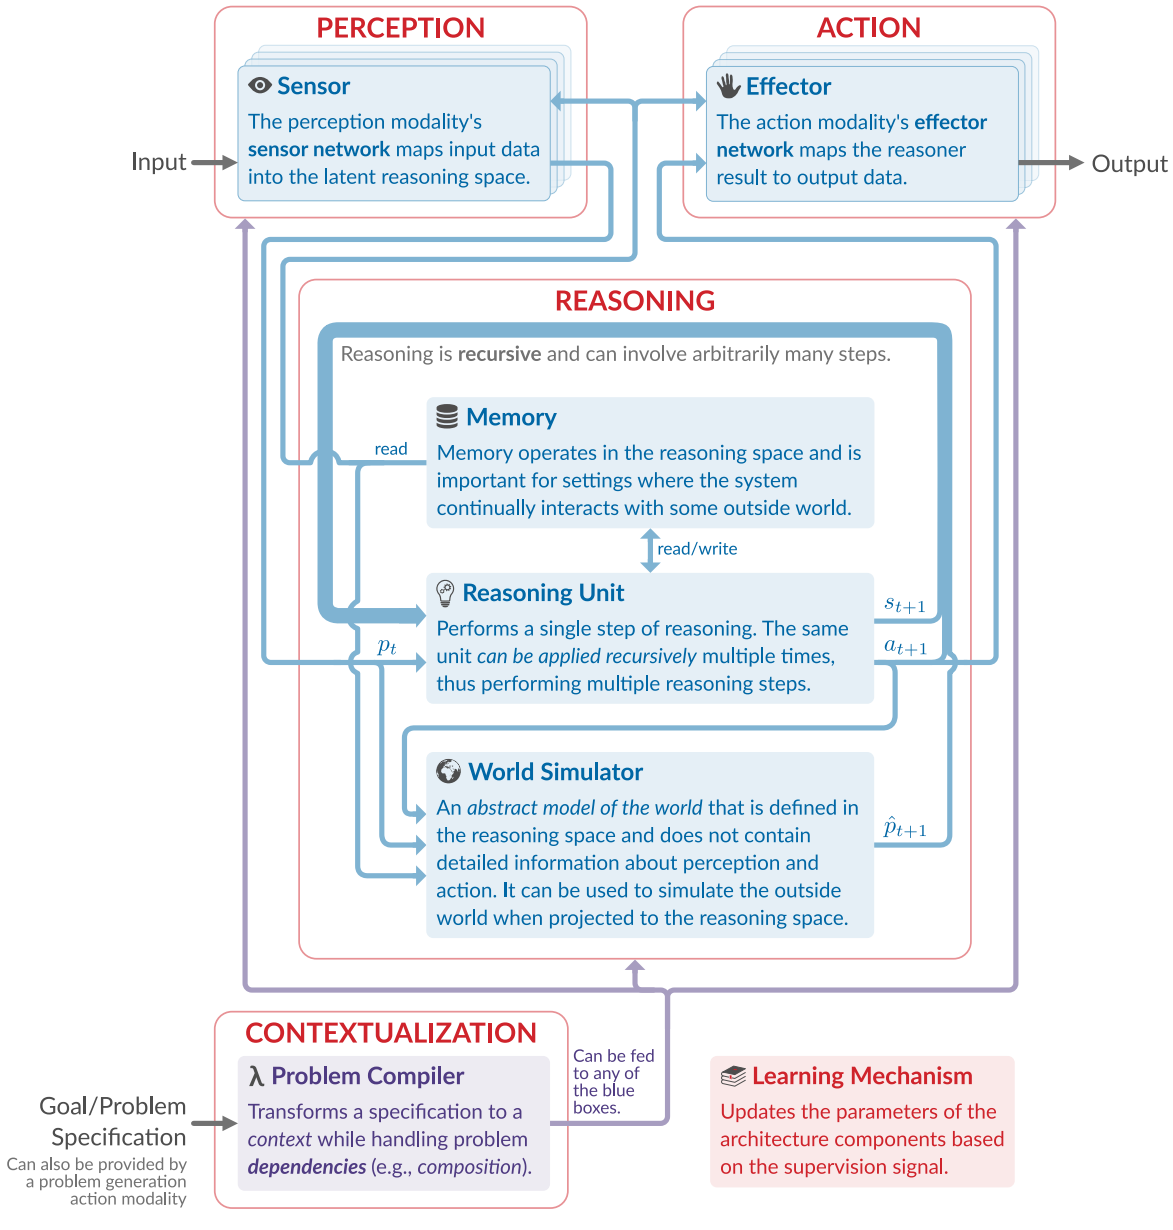 PERCEPTION
Sensor
The perception modality's
sensor network maps input data
into the latent reasoning space.
Input
ACTION
Effector
The action modality's effector
network maps the reasoner
result to output data.
Output
REASONING
Reasoning is recursive and can involve arbitrarily many steps.
Memory
Memory operates in the reasoning space and is
important for settings where the system
continually interacts with some outside world.
read
read/write
Reasoning Unit
Performs a single step of reasoning. The same
unit can be applied recursively multiple times,
thus performing multiple reasoning steps.
s_{t+1}
p_t
a_{t+1}
World Simulator
An abstract model of the world that is defined in
the reasoning space and does not contain
detailed information about perception and
action. It can be used to simulate the outside
world when projected to the reasoning space.
p̂_{t+1}
CONTEXTUALIZATION
λ Problem Compiler
Transforms a specification to a
context while handling problem
dependencies (e.g., composition).
Can be fed
to any of
the blue
boxes.
Goal/Problem
Specification
Can also be provided by
a problem generation
action modality
Learning Mechanism
Updates the parameters of the
architecture components based
on the supervision signal.